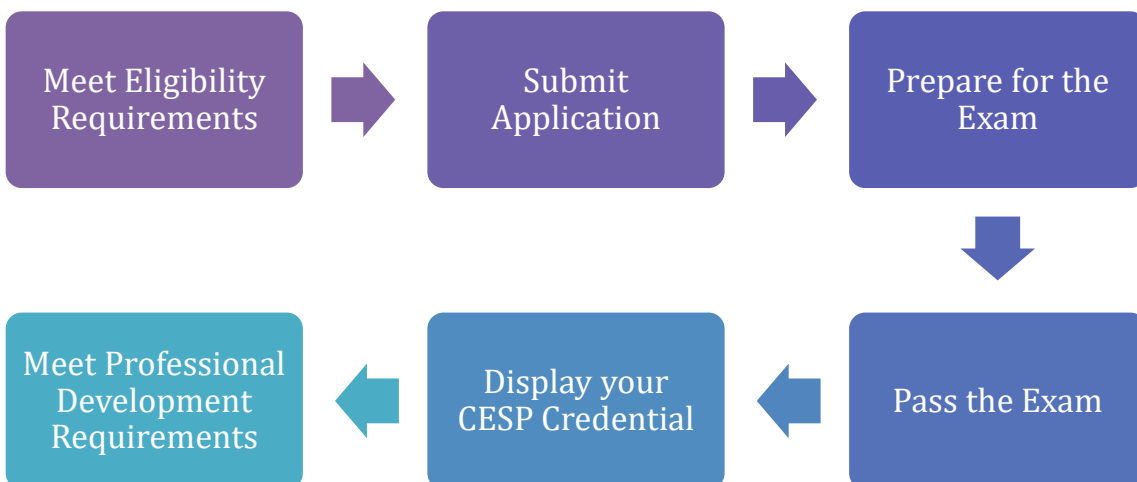 Meet Eligibility
Requirements
Submit
Application
Prepare for the
Exam
Pass the Exam
Display your
CESP Credential
Meet Professional
Development
Requirements